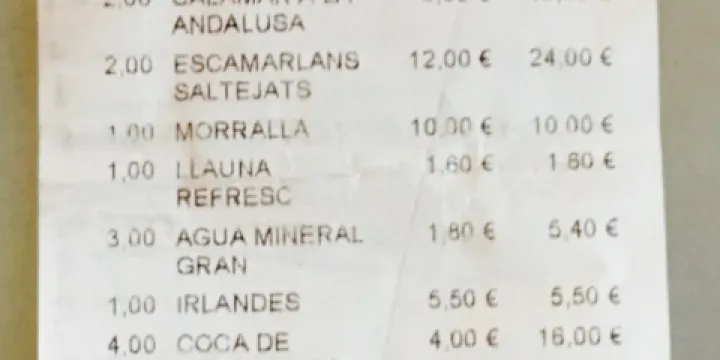 2,00
ANDALUSA
2,00 ESCAMARLANS 12,00 € 24,00 €
SALTEJATS
1,00 MORRALLA 10,00 € 10,00 €
1,00 LLAUNA 1,60 € 1,60 €
REFRESC
3,00 AGUA MINERAL 1,80 € 5,40 €
GRAN
1,00 IRLANDES 5,50 € 5,50 €
4,00 COCA DE 4,00 € 16,00 €